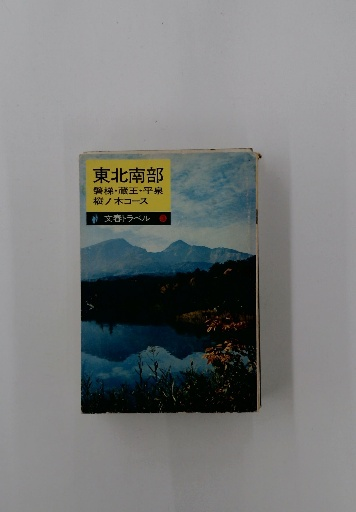 東北南部
磐梯・蔵王・平泉
樅ノ木コース
文春トラベル